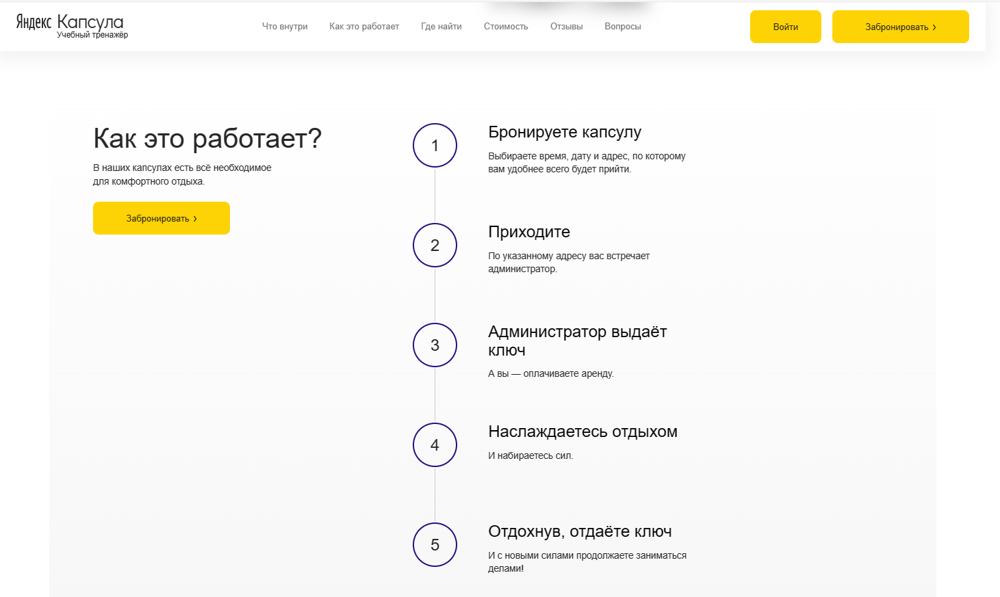 Яндекс Капсула
Учебный тренажёр
Что внутри
Как это работает
Где найти
Стоимость
Отзывы
Вопросы
Войти
Забронировать
Как это работает?
В наших капсулах есть всё необходимое
для комфортного отдыха.
Забронировать
1
Бронируете капсулу
Выбираете время, дату и адрес, по которому
вам удобнее всего будет прийти.
2
Приходите
По указанному адресу вас встречает
администратор.
3
Администратор выдаёт
ключ
А вы — оплачиваете аренду.
4
Наслаждаетесь отдыхом
И набираетесь сил.
5
Отдохнув, отдаёте ключ
И с новыми силами продолжаете заниматься
делами!